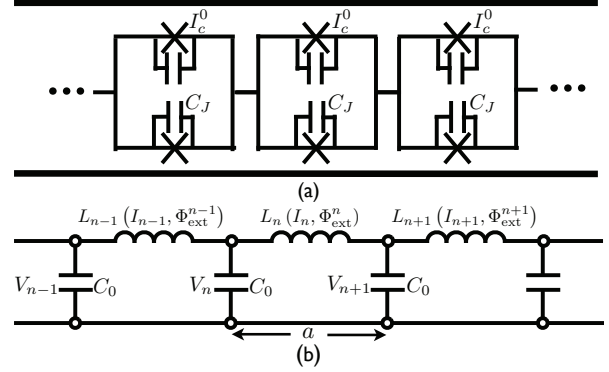 I_c^0 I_c^0 I_c^0
••• •••
C_J C_J C_J
(a)
L_{n−1} (I_{n−1}, Φ_ext^{n−1}) L_n (I_n, Φ_ext^n) L_{n+1} (I_{n+1}, Φ_ext^{n+1})
V_{n−1} C_0 V_n C_0 V_{n+1} C_0
a
(b)